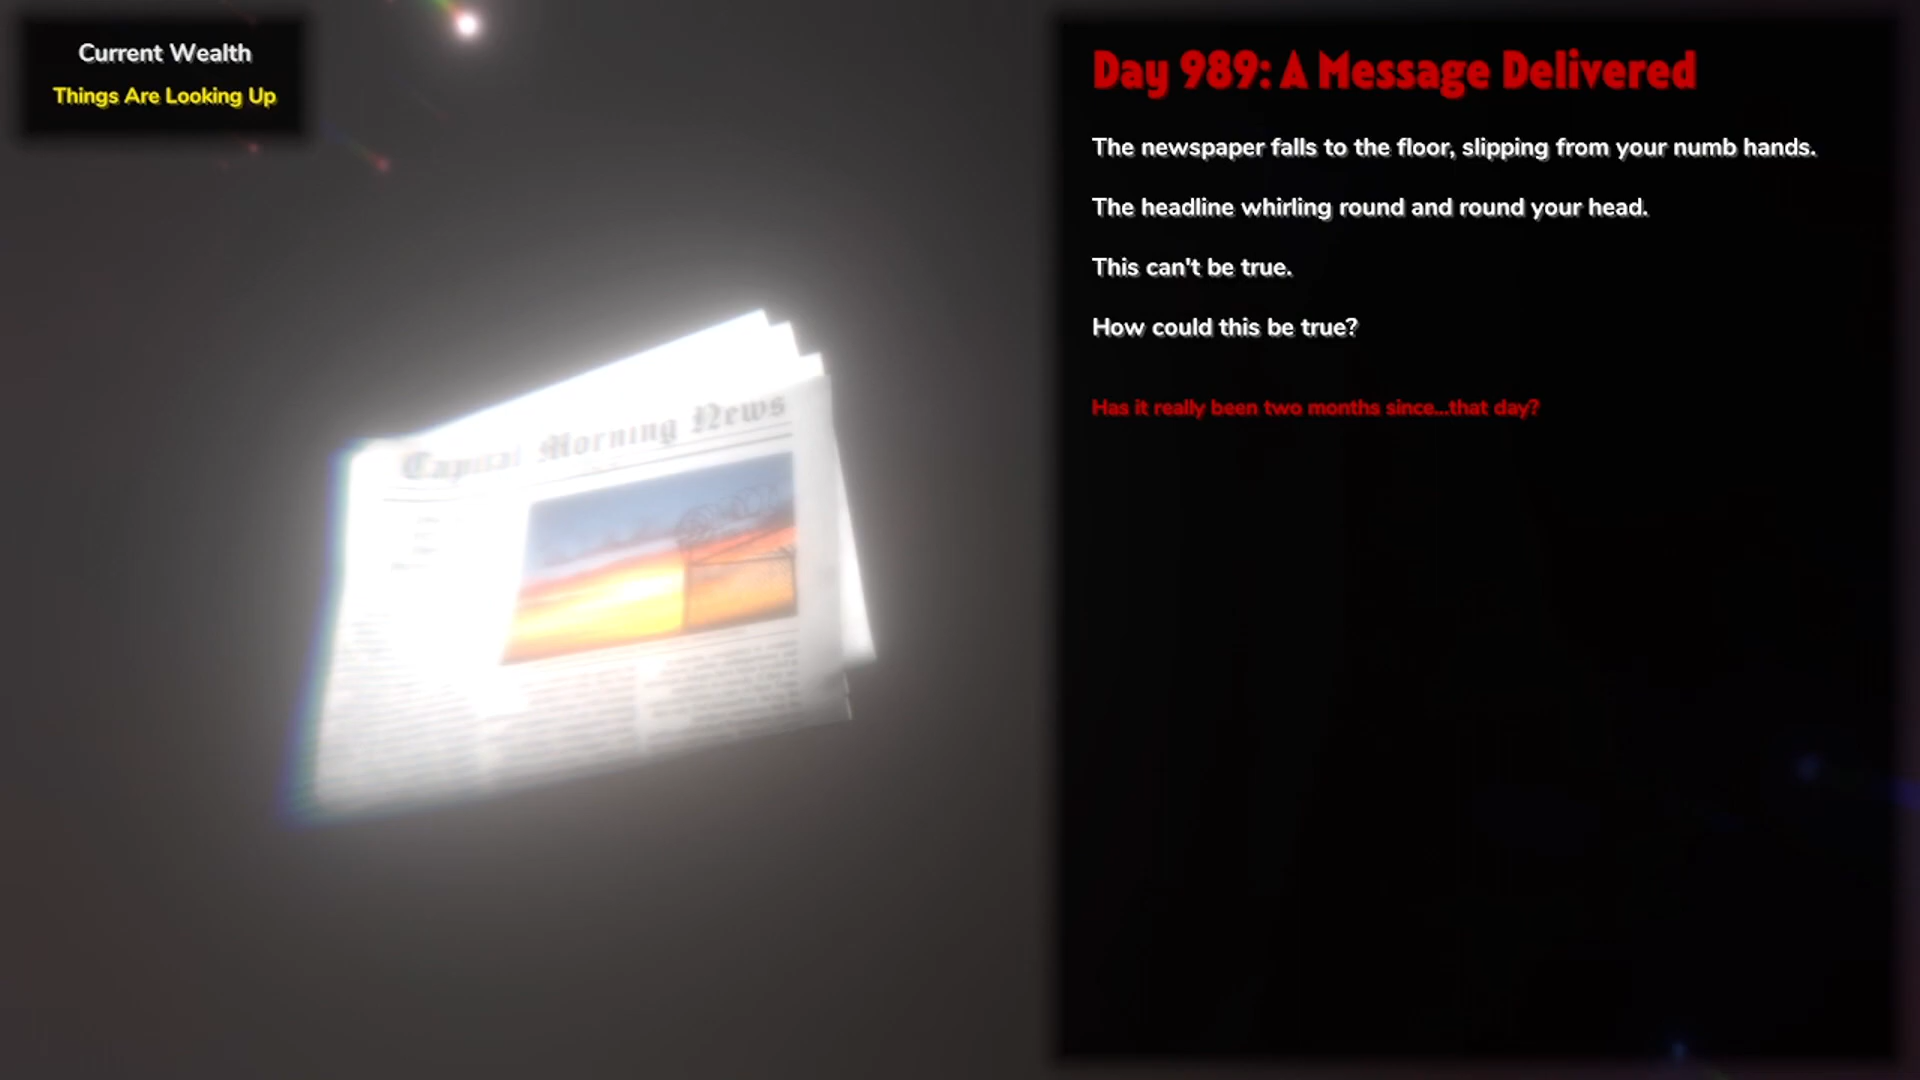 Current Wealth
Things Are Looking Up
Day 989: A Message Delivered
The newspaper falls to the floor, slipping from your numb hands.
The headline whirling round and round your head.
This can't be true.
How could this be true?
Has it really been two months since...that day?
Capital Morning News